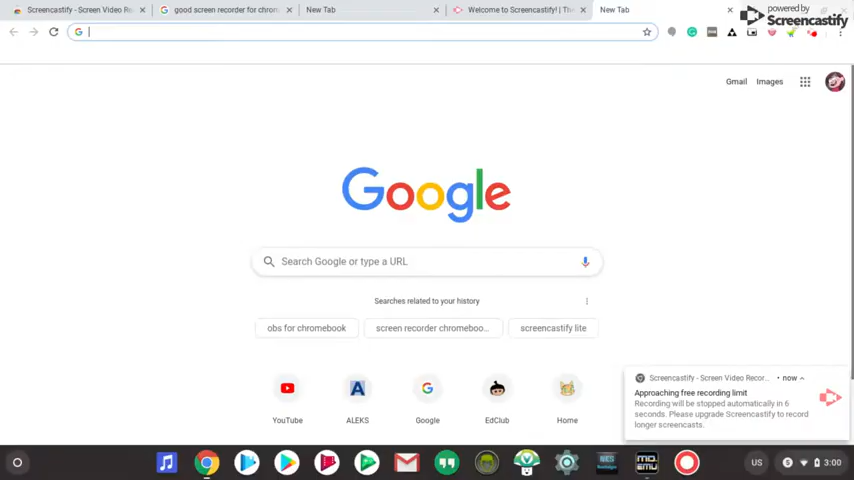 powered by
Screencastify
Screencastify - Screen Video Re
good screen recorder for chrom
New Tab
Welcome to Screencastify! | The
New Tab
Gmail
Images
Google
Search Google or type a URL
Searches related to your history
obs for chromebook
screen recorder chromeboo...
screencastify lite
YouTube
ALEKS
Google
EdClub
Home
Screencastify - Screen Video Recor... • now
Approaching free recording limit
Recording will be stopped automatically in 6
seconds. Please upgrade Screencastify to record
longer screencasts.
NES
MD.EMU
US
3:00